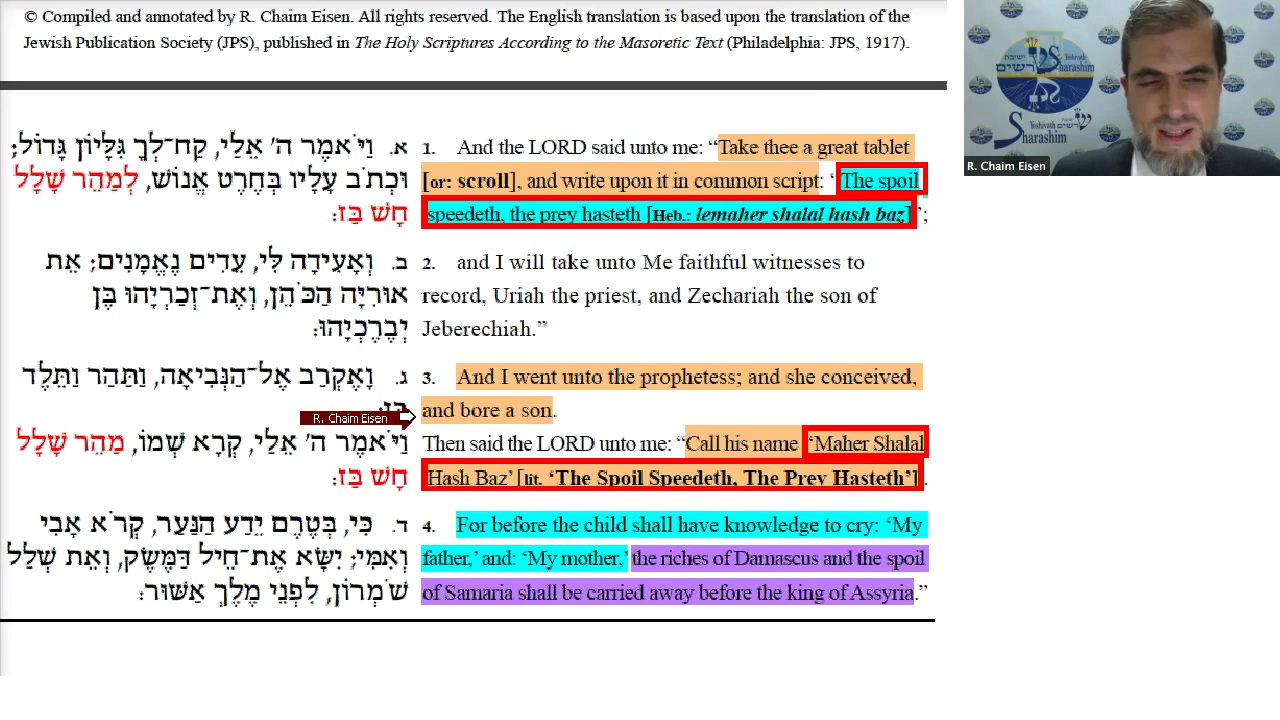 © Compiled and annotated by R. Chaim Eisen. All rights reserved. The English translation is based upon the translation of the
Jewish Publication Society (JPS), published in The Holy Scriptures According to the Masoretic Text (Philadelphia: JPS, 1917).
א. וַיֹּאמֶר ה' אֵלַי, קַח־לְךָ גִּלָּיוֹן גָּדוֹל;
וּכְתֹב עָלָיו בְּחֶרֶט אֱנוֹשׁ, לְמַהֵר שָׁלָל
חָשׁ בַּז:
1. And the LORD said unto me: “Take thee a great tablet
[or: scroll], and write upon it in common script: ‘The spoil
speedeth, the prey hasteth [Heb.: lemaher shalal hash baz]’;
ב. וְאָעִידָה לִּי, עֵדִים נֶאֱמָנִים; אֵת
אוּרִיָּה הַכֹּהֵן, וְאֶת־זְכַרְיָהוּ בֶּן
יְבֶרֶכְיָהוּ:
2. and I will take unto Me faithful witnesses to
record, Uriah the priest, and Zechariah the son of
Jeberechiah.”
ג. וָאֶקְרַב אֶל־הַנְּבִיאָה, וַתַּהַר וַתֵּלֶד
וַיֹּאמֶר ה' אֵלַי, קְרָא שְׁמוֹ, מַהֵר שָׁלָל
חָשׁ בַּז:
3. And I went unto the prophetess; and she conceived,
and bore a son.
Then said the LORD unto me: “Call his name ‘Maher Shalal
Hash Baz’ [lit. ‘The Spoil Speedeth, The Prey Hasteth’].
ד. כִּי, בְּטֶרֶם יֵדַע הַנַּעַר, קְרֹא אָבִי
וְאִמִּי; יִשָּׂא אֶת־חֵיל דַּמֶּשֶׂק, וְאֵת שְׁלַל
שֹׁמְרוֹן, לִפְנֵי מֶלֶךְ אַשּׁוּר:
4. For before the child shall have knowledge to cry: ‘My
father,’ and: ‘My mother,’ the riches of Damascus and the spoil
of Samaria shall be carried away before the king of Assyria.”
R. Chaim Eisen
ישיבת שרשים
Yeshivath Sharashim
Yeshivath שרשים
Sharashim
R. Chaim Eisen